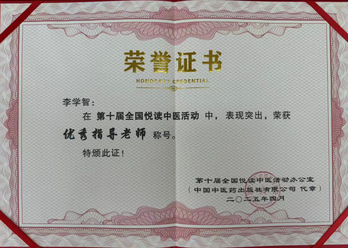 荣誉证书
HONORARY CREDENTIAL
李学智：
在 第十届全国悦读中医活动 中，表现突出，荣获
优秀指导老师 称号。
特颁此证！
第十届全国悦读中医活动办公室
（中国中医药出版社有限公司 代章）
二〇二五年四月